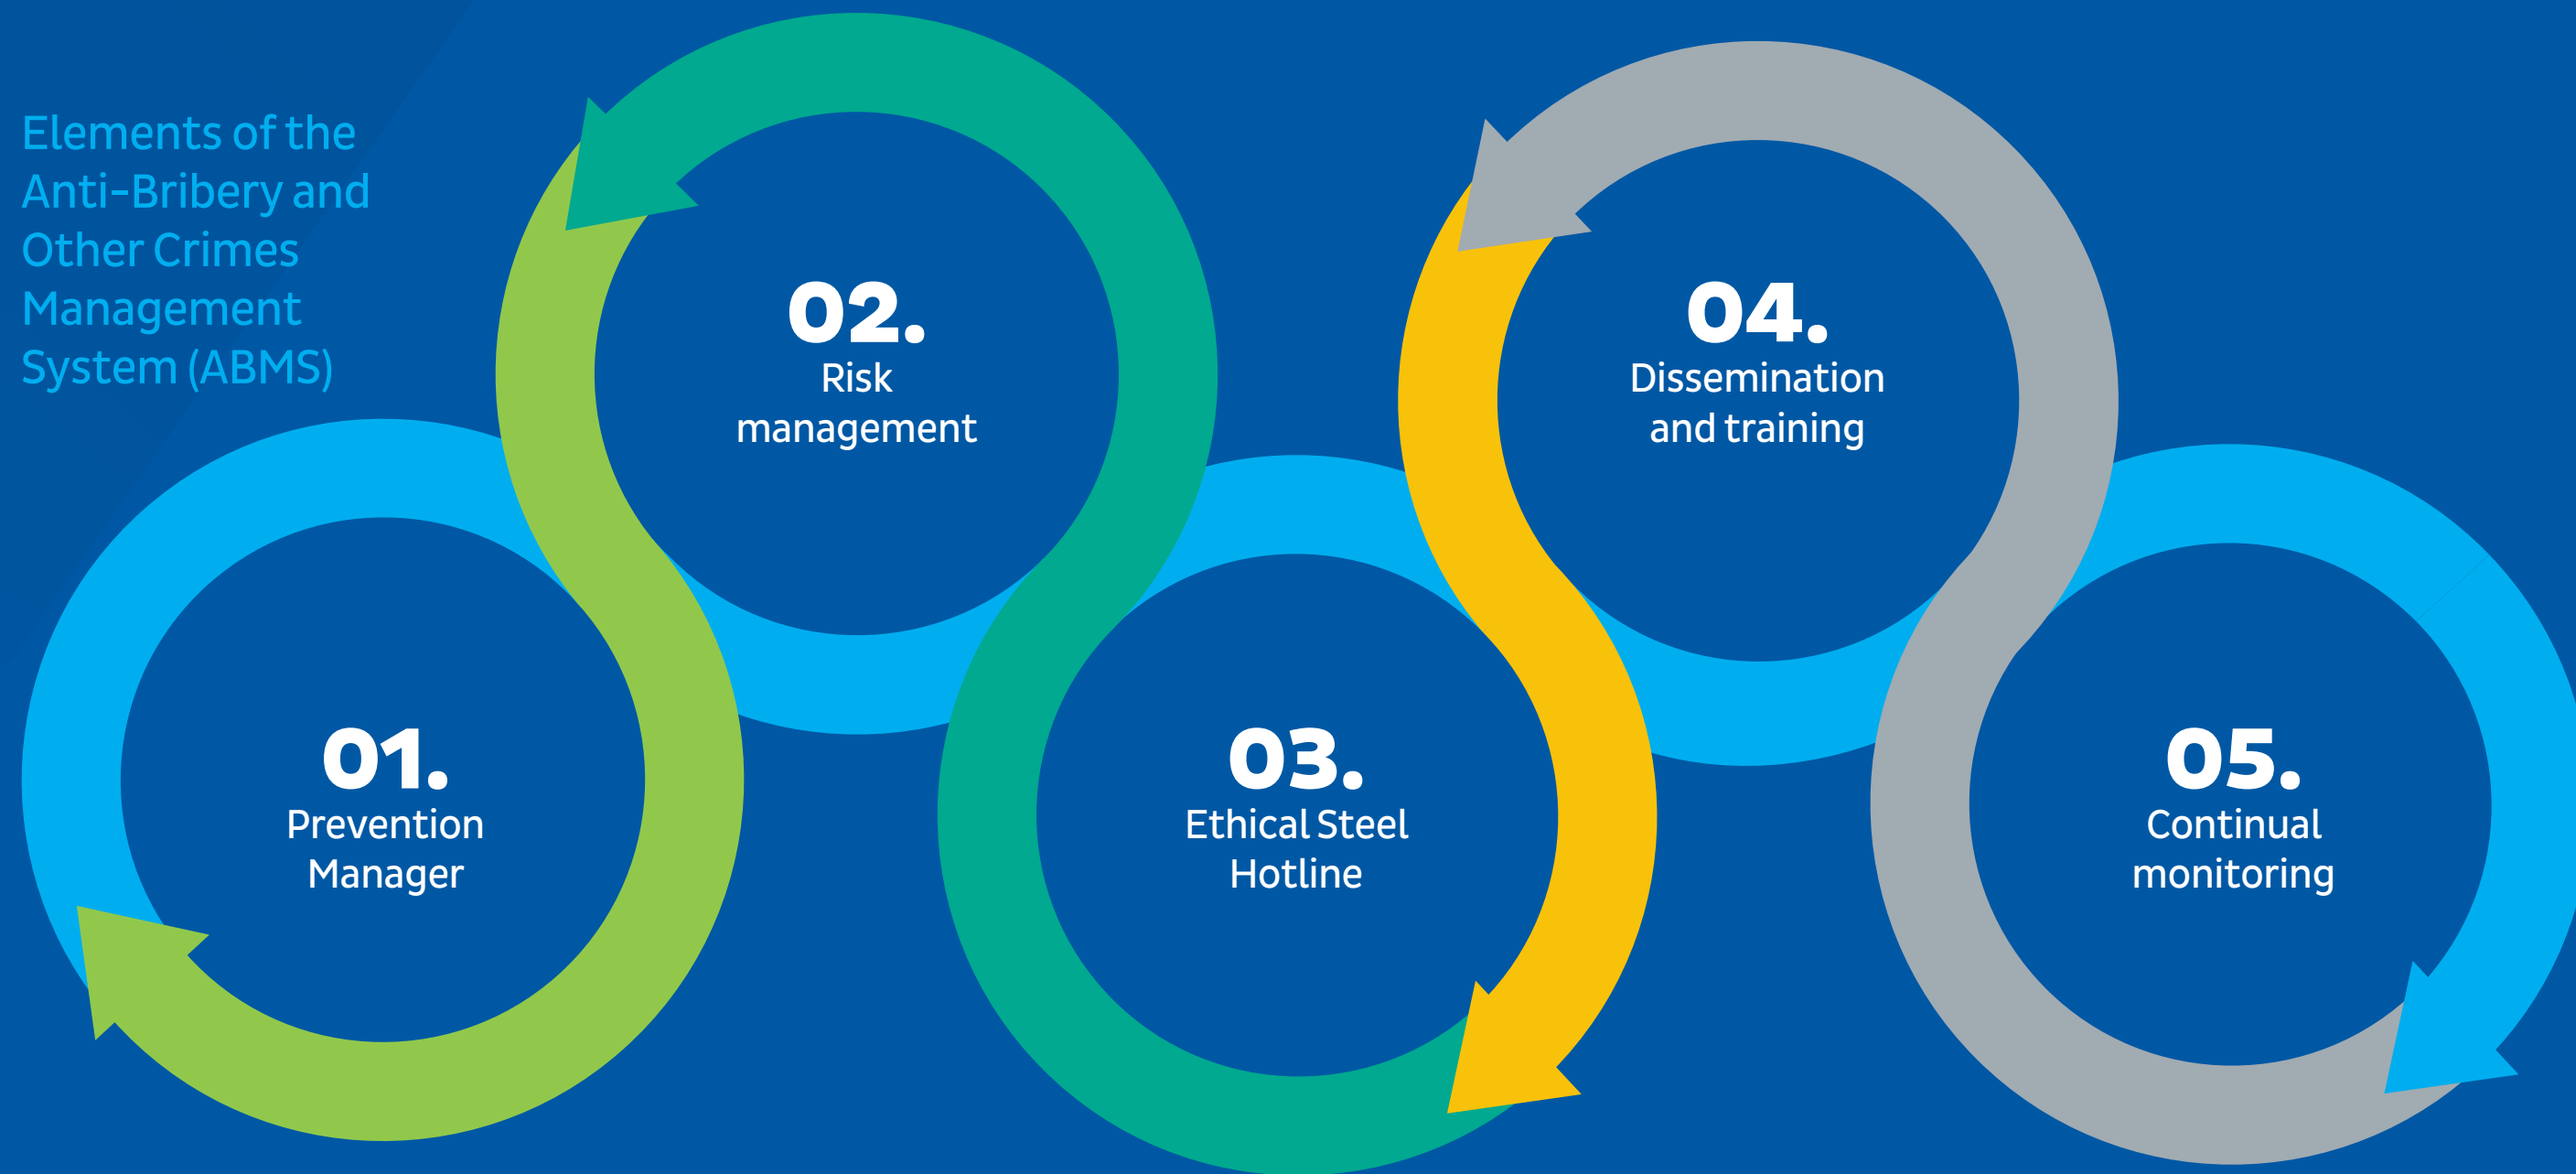 Elements of the
Anti-Bribery and
Other Crimes
Management
System (ABMS)
01.
Prevention
Manager
02.
Risk
management
03.
Ethical Steel
Hotline
04.
Dissemination
and training
05.
Continual
monitoring